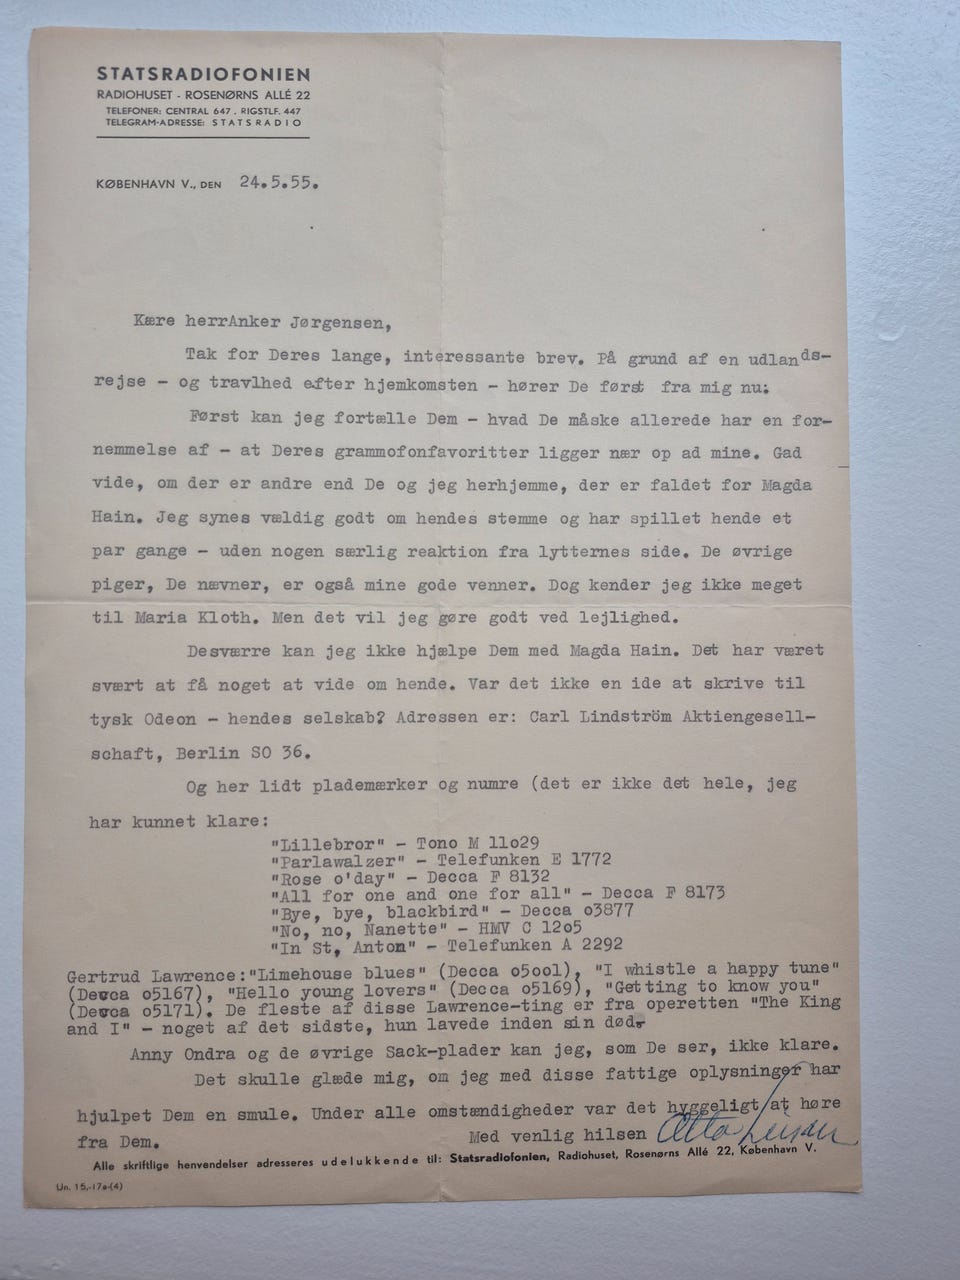 STATSRADIOFONIEN
RADIOHUSET - ROSENØRNS ALLÉ 22
TELEFONER: CENTRAL 647 . RIGSTLF. 447
TELEGRAM-ADRESSE: STATSRADIO
KØBENHAVN V., DEN 24.5.55.
Kære herrAnker Jørgensen,
Tak for Deres lange, interessante brev. På grund af en udlands-
rejse - og travlhed efter hjemkomsten - hører De først fra mig nu:
Først kan jeg fortælle Dem - hvad De måske allerede har en for-
nemmelse af - at Deres grammofonfavoritter ligger nær op ad mine. Gad
vide, om der er andre end De og jeg herhjemme, der er faldet for Magda
Hain. Jeg synes vældig godt om hendes stemme og har spillet hende et
par gange - uden nogen særlig reaktion fra lytternes side. De øvrige
piger, De nævner, er også mine gode venner. Dog kender jeg ikke meget
til Maria Kloth. Men det vil jeg gøre godt ved lejlighed.
Desværre kan jeg ikke hjælpe Dem med Magda Hain. Det har været
svært at få noget at vide om hende. Var det ikke en ide at skrive til
tysk Odeon - hendes selskab? Adressen er: Carl Lindström Aktiengesell-
schaft, Berlin SO 36.
Og her lidt plademærker og numre (det er ikke det hele, jeg
har kunnet klare:
"Lillebror" - Tono M 11o29
"Parlawalzer" - Telefunken E 1772
"Rose o'day" - Decca F 8132
"All for one and one for all" - Decca F 8173
"Bye, bye, blackbird" - Decca o3877
"No, no, Nanette" - HMV C 12o5
"In St, Anton" - Telefunken A 2292
Gertrud Lawrence:"Limehouse blues" (Decca o5oo1), "I whistle a happy tune"
(Decca o5167), "Hello young lovers" (Decca o5169), "Getting to know you"
(Decca o5171). De fleste af disse Lawrence-ting er fra operetten "The King
and I" - noget af det sidste, hun lavede inden sin død.
Anny Ondra og de øvrige Sack-plader kan jeg, som De ser, ikke klare.
Det skulle glæde mig, om jeg med disse fattige oplysninger har
hjulpet Dem en smule. Under alle omstændigheder var det hyggeligt at høre
fra Dem. Med venlig hilsen Otto Leisner
Alle skriftlige henvendelser adresseres udelukkende til: Statsradiofonien, Radiohuset, Rosenørns Allé 22, København V.
Un. 15,-17a-(4)